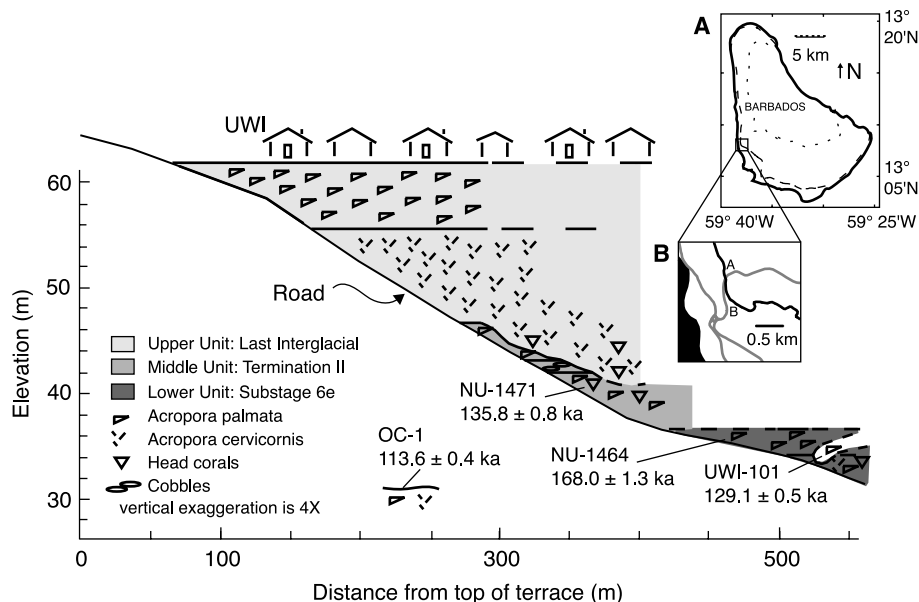 A
13°
20'N
5 km
N
BARBADOS
13°
05'N
59° 40'W
59° 25'W
B
A
B
0.5 km
UWI
60
50
40
30
Elevation (m)
Road
Upper Unit: Last Interglacial
Middle Unit: Termination II
Lower Unit: Substage 6e
Acropora palmata
Acropora cervicornis
Head corals
Cobbles
vertical exaggeration is 4X
OC-1
113.6 ± 0.4 ka
NU-1471
135.8 ± 0.8 ka
NU-1464
168.0 ± 1.3 ka
UWI-101
129.1 ± 0.5 ka
0
100
300
500
Distance from top of terrace (m)